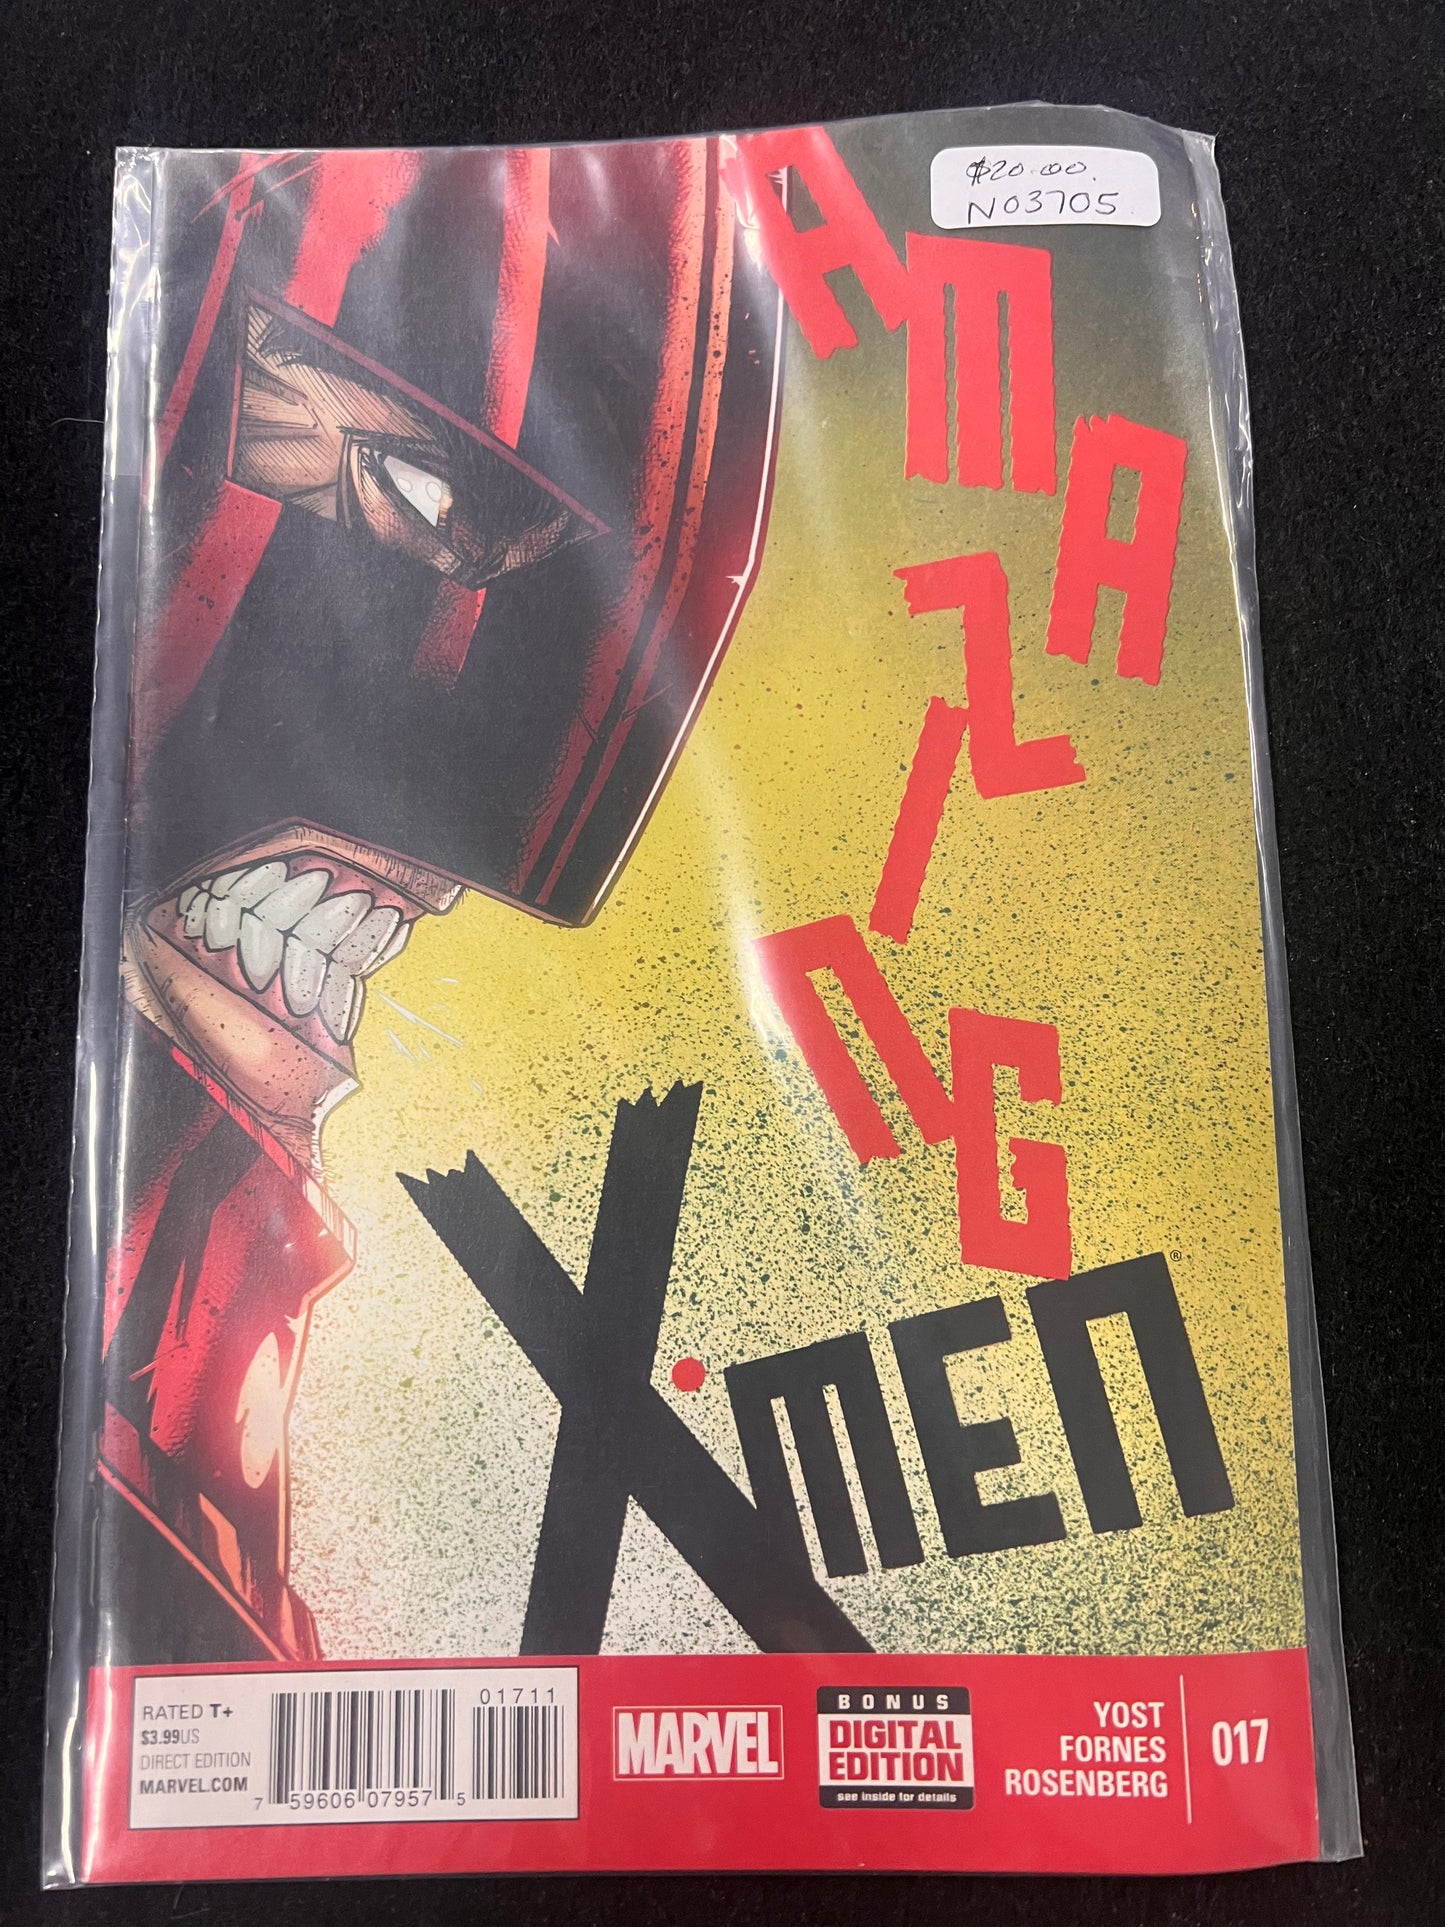 $20.00.
N03705
AMAZING
X-MEN®
RATED T+
$3.99US
DIRECT EDITION
MARVEL.COM
01711
7 59606 07957 5
MARVEL
BONUS
DIGITAL
EDITION
see inside for details
YOST
FORNES
ROSENBERG
017